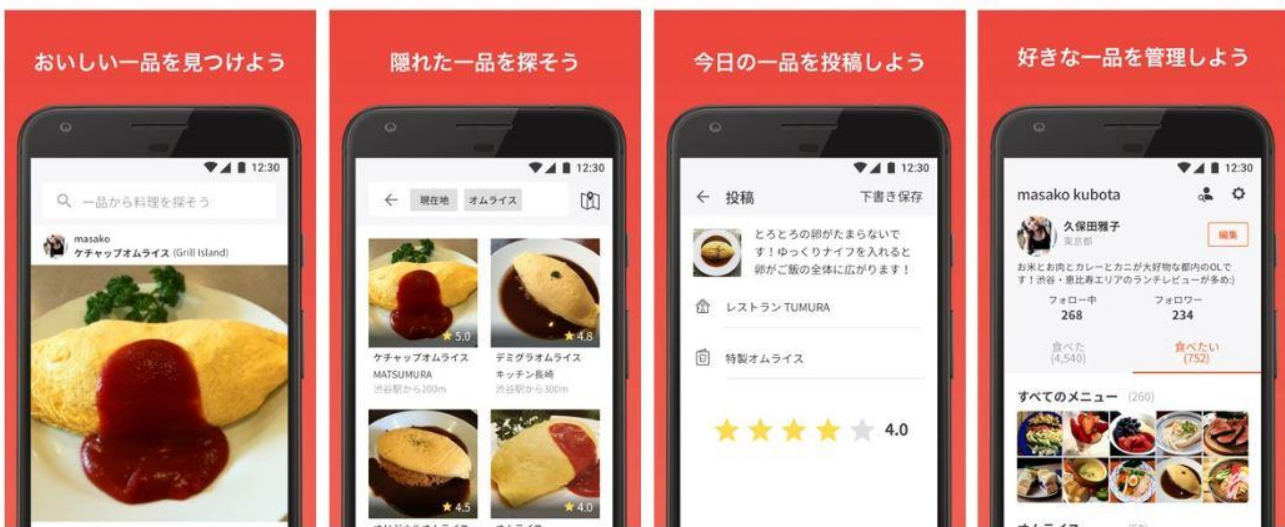 おいしい一品を見つけよう
12:30
一品から料理を探そう
masako
ケチャップオムライス (Grill Island)
隠れた一品を探そう
12:30
現在地 オムライス
5.0
4.8
ケチャップオムライス
MATSUMURA
渋谷駅から200m
デミグラオムライス
キッチン長崎
渋谷駅から300m
4.5
4.0
今日の一品を投稿しよう
12:30
投稿 下書き保存
とろとろの卵がたまらないで
す！ゆっくりナイフを入れると
卵がご飯の全体に広がります！
レストラン TUMURA
特製オムライス
4.0
好きな一品を管理しよう
12:30
masako kubota
久保田雅子
東京都
編集
お米とお肉とカレーとカニが大好物な都内のOLで
す！渋谷・恵比寿エリアのランチレビューが多め:)
フォロー中 フォロワー
268 234
食べた 食べたい
(4,540) (752)
すべてのメニュー (260)